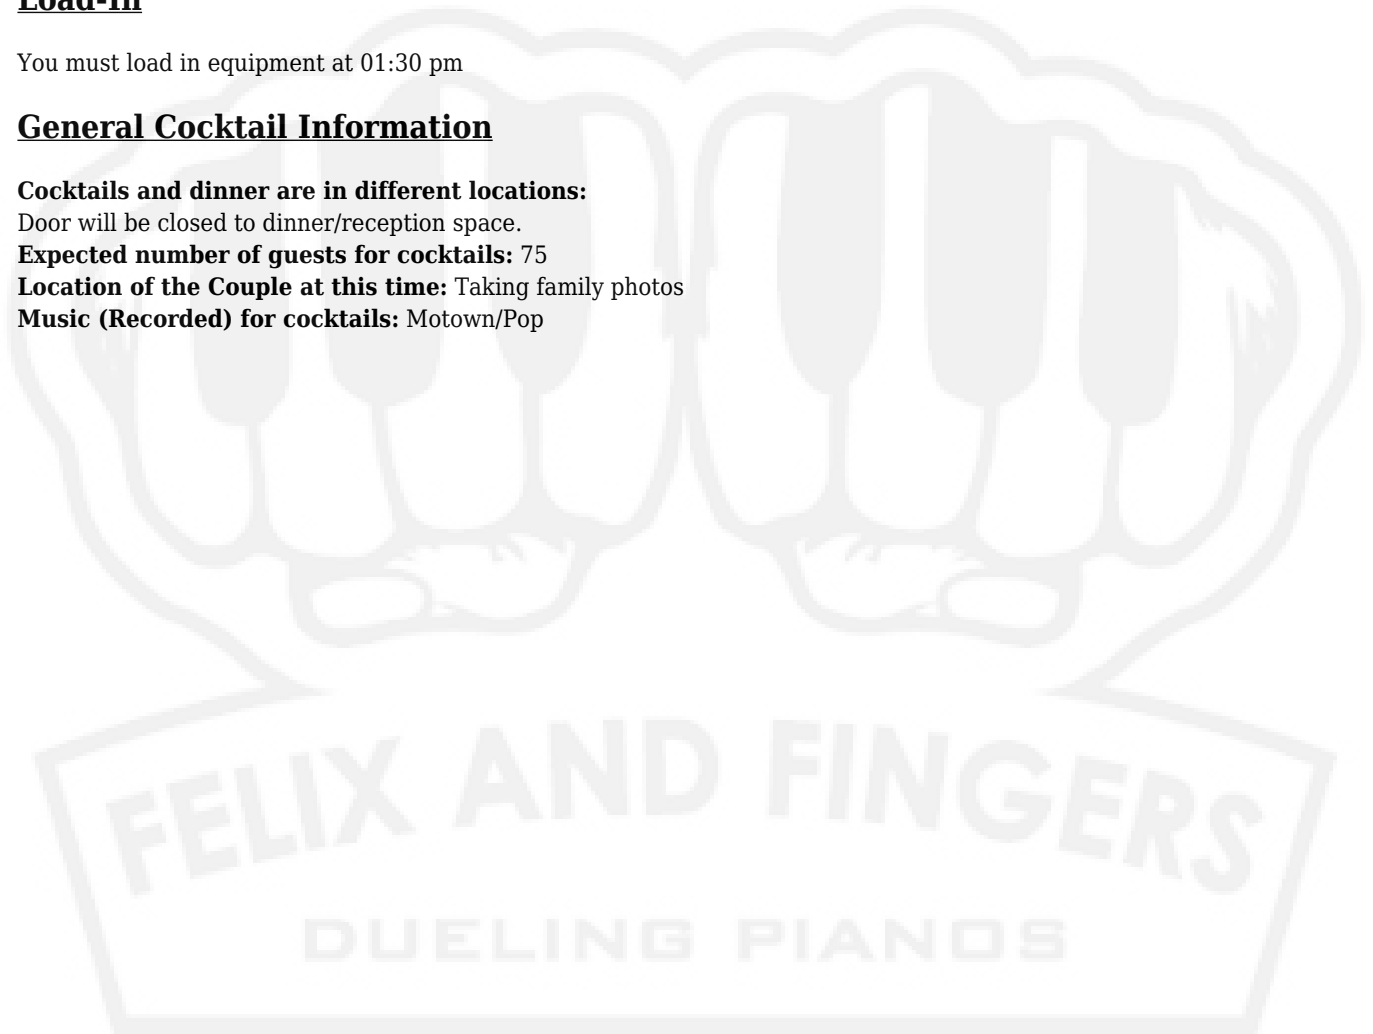 Load-In
You must load in equipment at 01:30 pm
General Cocktail Information
Cocktails and dinner are in different locations:
Door will be closed to dinner/reception space.
Expected number of guests for cocktails: 75
Location of the Couple at this time: Taking family photos
Music (Recorded) for cocktails: Motown/Pop
FELIX AND FINGERS
DUELING PIANOS